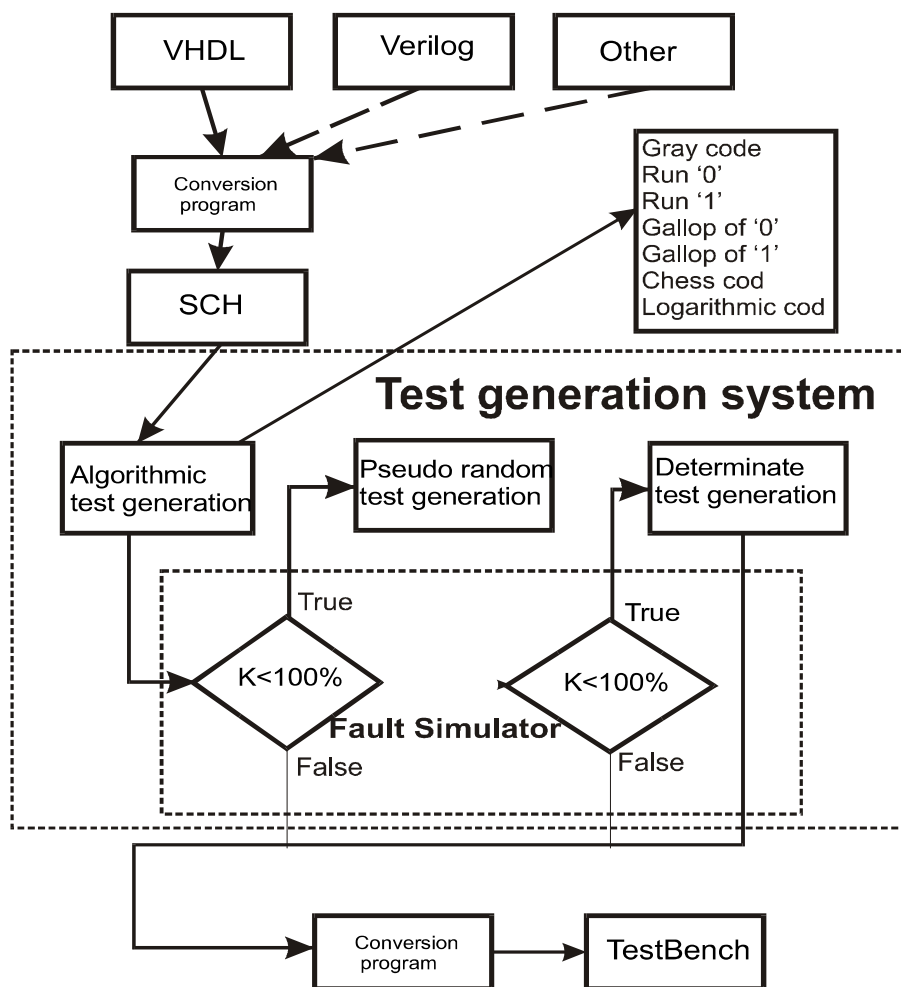 VHDL
Verilog
Other
Conversion
program
Gray code
Run ‘0’
Run ‘1’
Gallop of ‘0’
Gallop of ‘1’
Chess cod
Logarithmic cod
SCH
Test generation system
Algorithmic
test generation
Pseudo random
test generation
Determinate
test generation
True
True
K<100%
K<100%
Fault Simulator
False
False
Conversion
program
TestBench